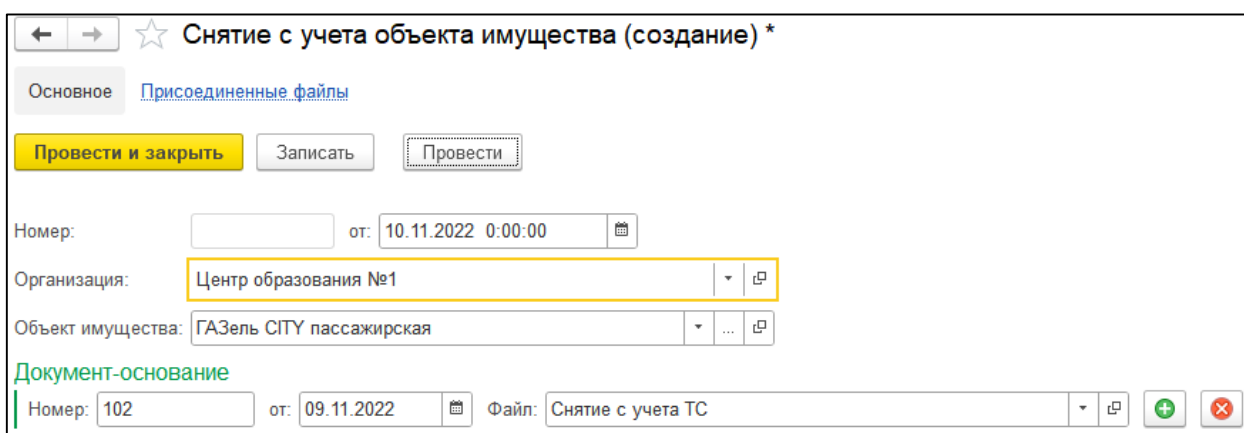 Снятие с учета объекта имущества (создание) *
Основное Присоединенные файлы
Провести и закрыть Записать Провести
Номер: от: 10.11.2022 0:00:00
Организация: Центр образования №1
Объект имущества: ГАЗель CITY пассажирская ...
Документ-основание
Номер: 102 от: 09.11.2022 Файл: Снятие с учета ТС